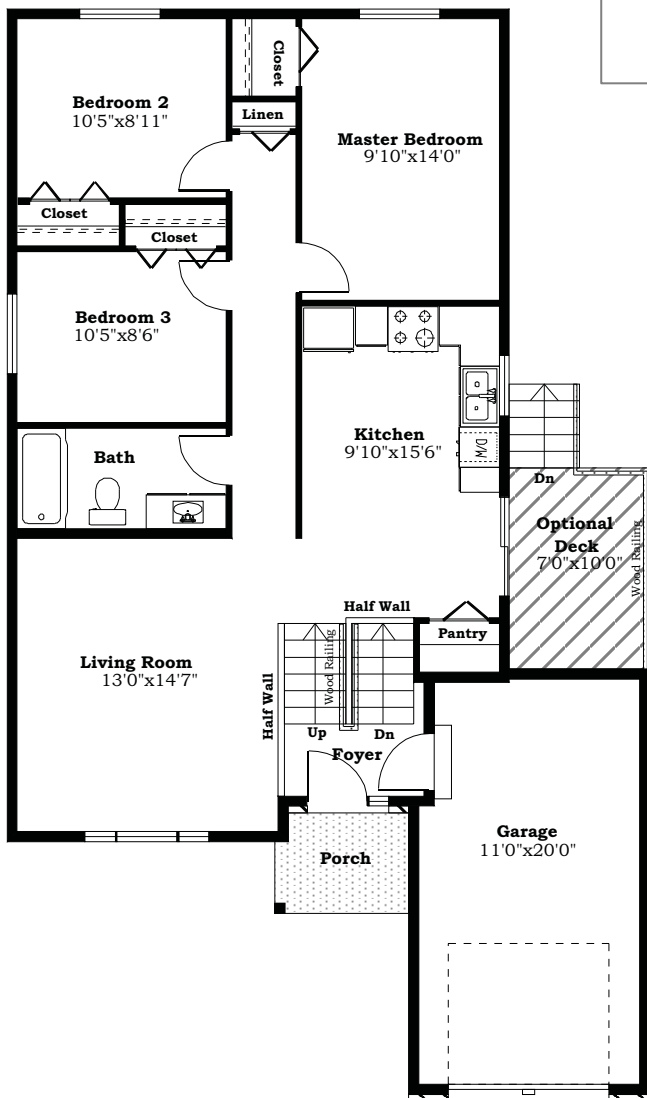 Bedroom 2
10'5"x8'11"
Closet
Linen
Master Bedroom
9'10"x14'0"
Closet
Closet
Bedroom 3
10'5"x8'6"
Kitchen
9'10"x15'6"
D/W
Bath
Dn
Optional
Deck
7'0"x10'0"
Wood Railing
Half Wall
Pantry
Living Room
13'0"x14'7"
Half Wall
Wood Railing
Up
Dn
Foyer
Porch
Garage
11'0"x20'0"